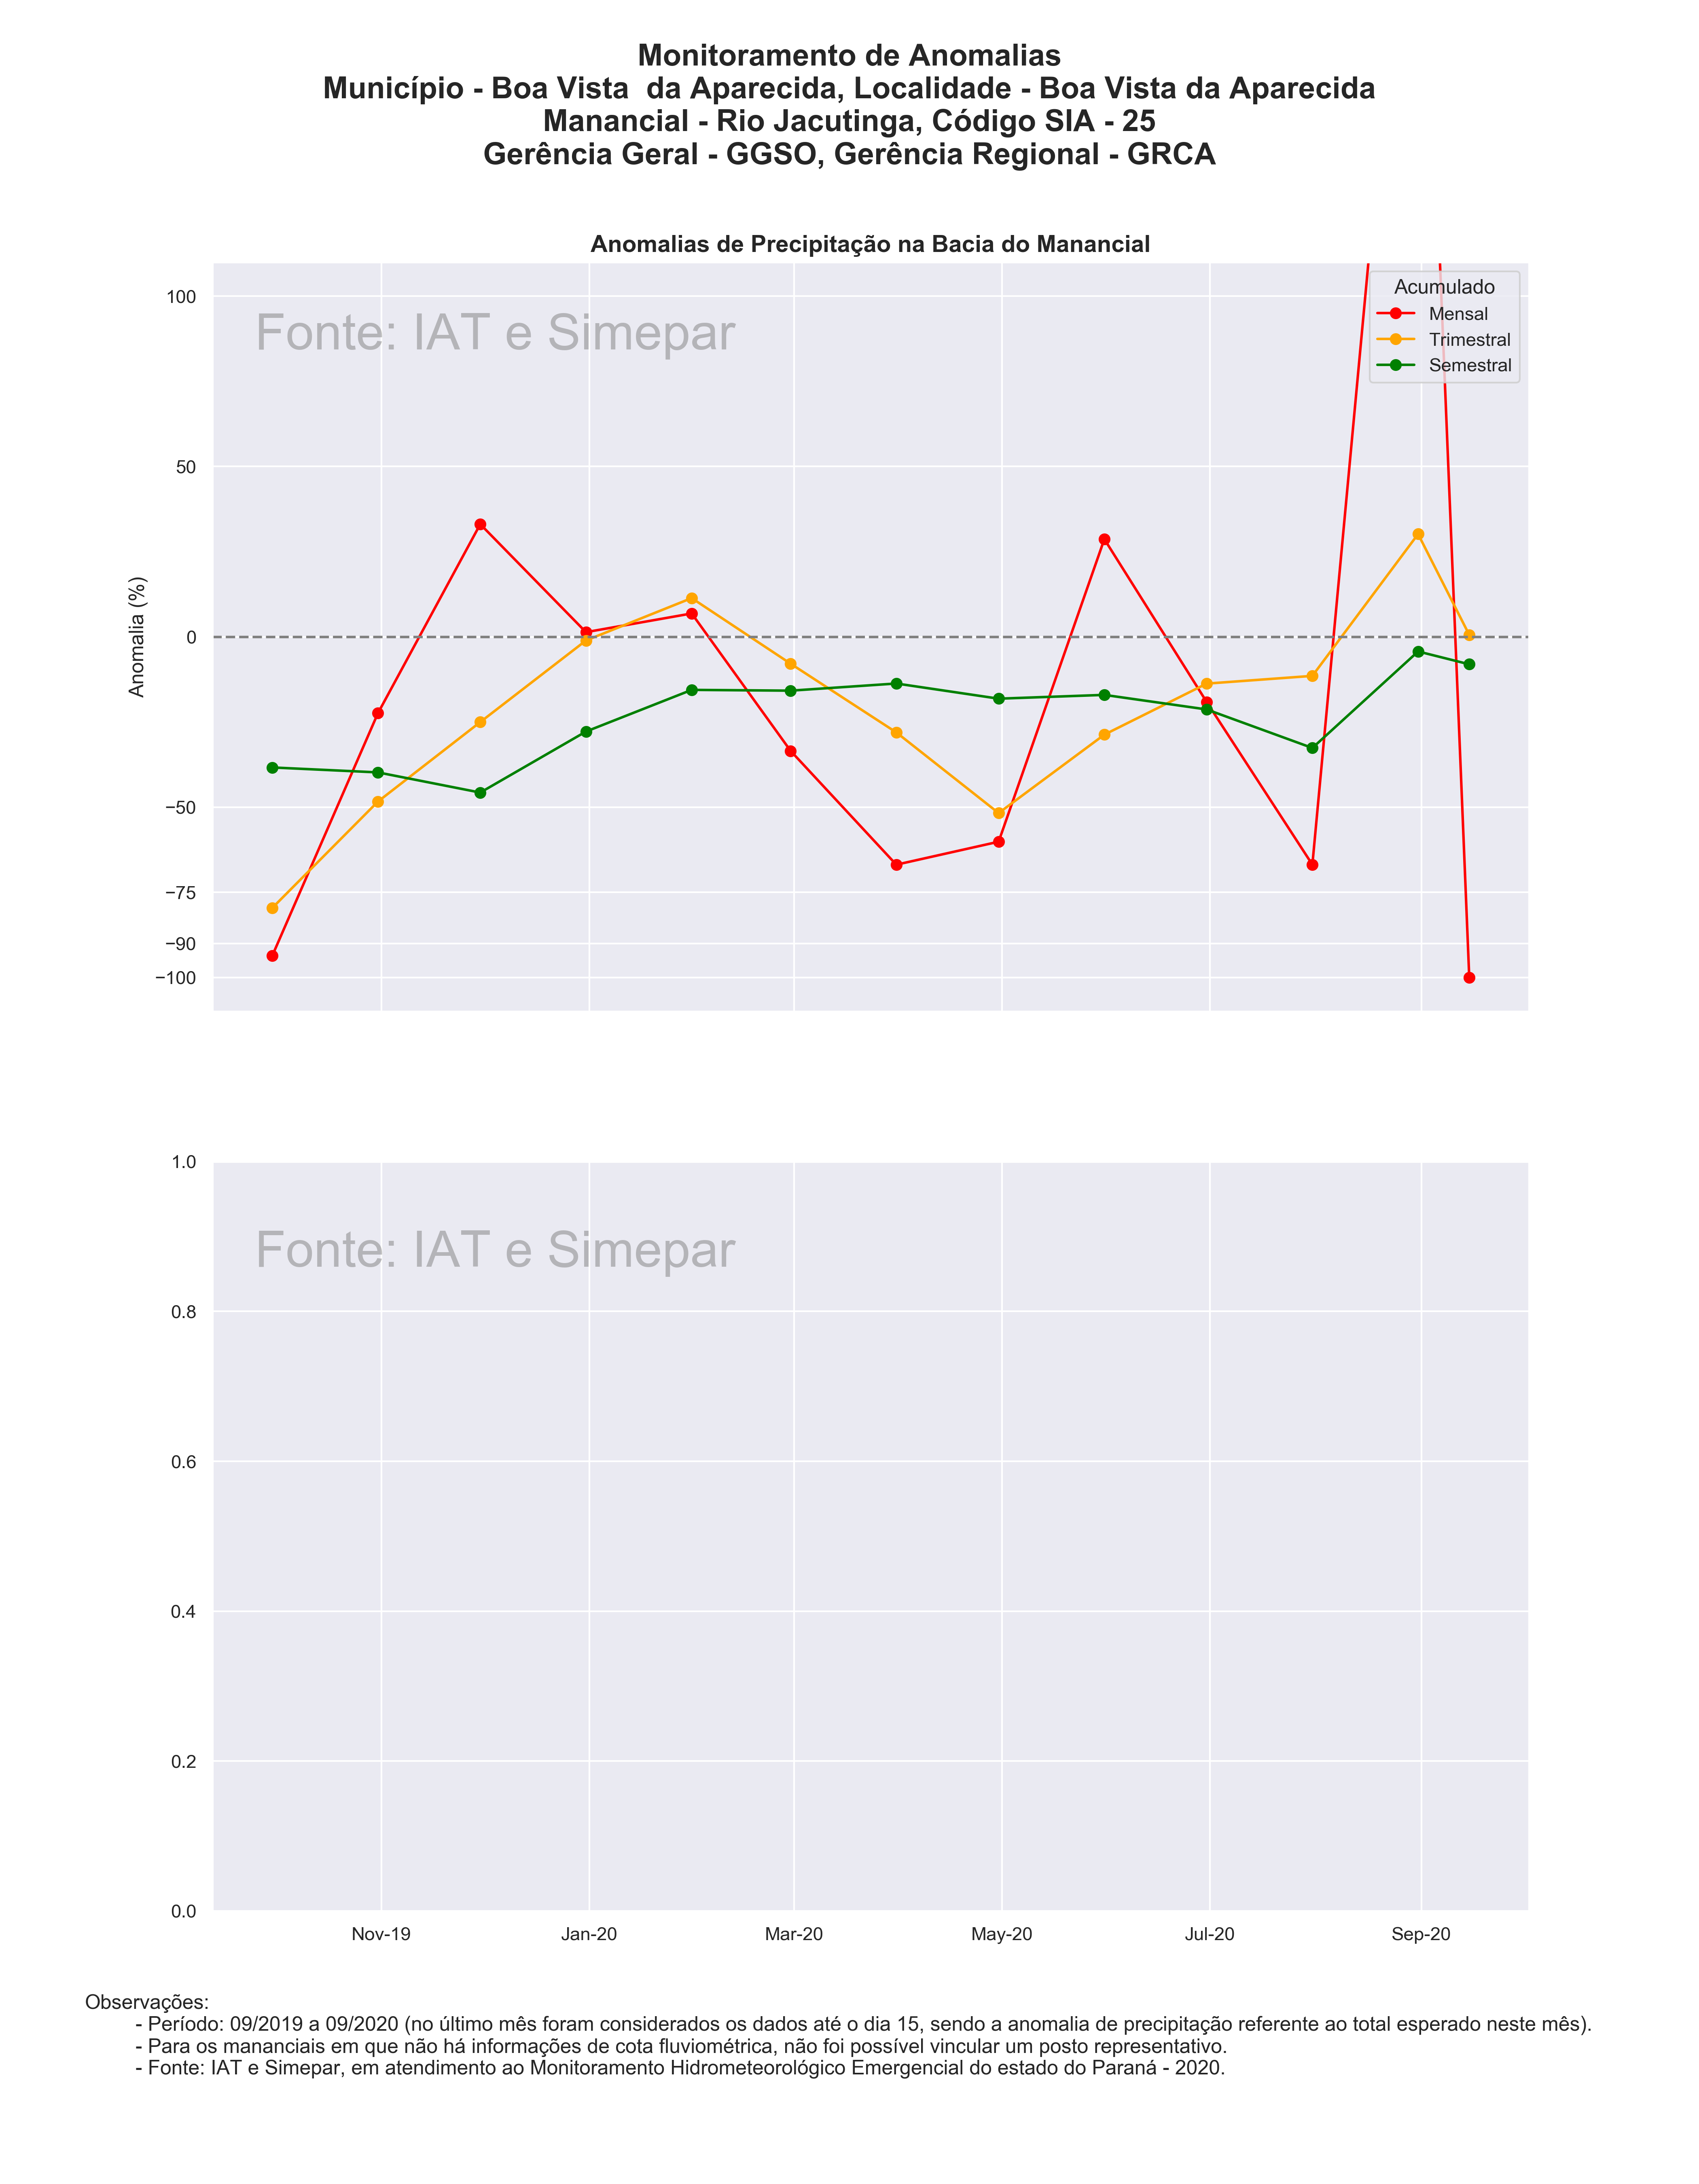 Monitoramento de Anomalias
Município - Boa Vista  da Aparecida, Localidade - Boa Vista da Aparecida
Manancial - Rio Jacutinga, Código SIA - 25
Gerência Geral - GGSO, Gerência Regional - GRCA
Anomalias de Precipitação na Bacia do Manancial
Fonte: IAT e Simepar
Acumulado
Mensal
Trimestral
Semestral
Anomalia (%)
100
50
0
−50
−75
−90
−100
Fonte: IAT e Simepar
1.0
0.8
0.6
0.4
0.2
0.0
Nov-19 Jan-20 Mar-20 May-20 Jul-20 Sep-20
Observações:
- Período: 09/2019 a 09/2020 (no último mês foram considerados os dados até o dia 15, sendo a anomalia de precipitação referente ao total esperado neste mês).
- Para os mananciais em que não há informações de cota fluviométrica, não foi possível vincular um posto representativo.
- Fonte: IAT e Simepar, em atendimento ao Monitoramento Hidrometeorológico Emergencial do estado do Paraná - 2020.